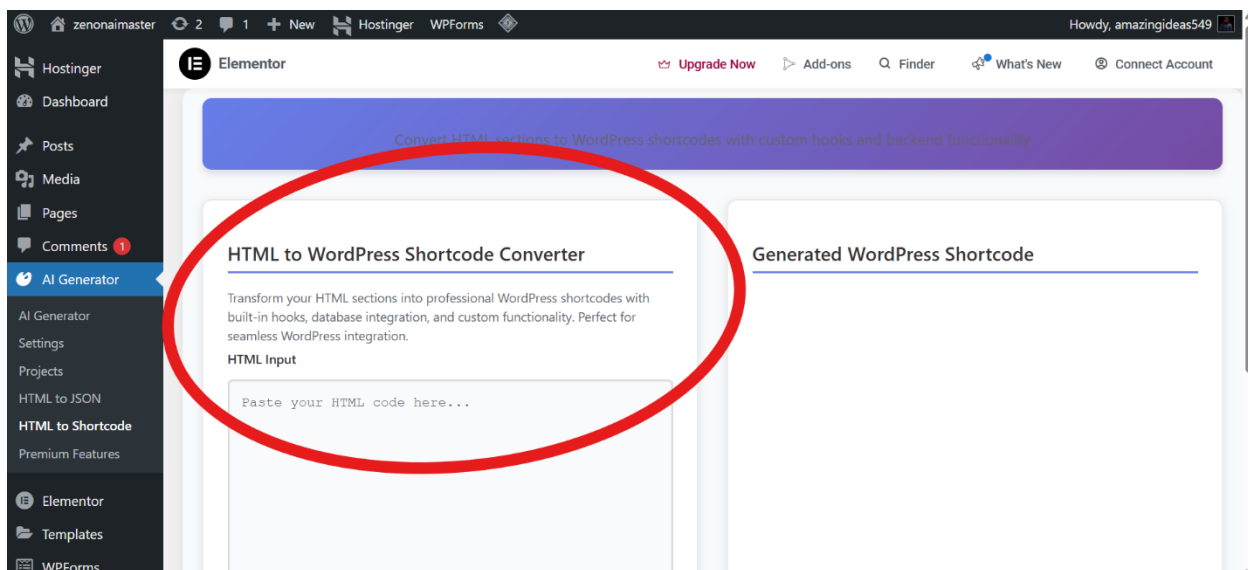 zenonaimaster 2 1 + New Hostinger WPForms Howdy, amazingideas549
Hostinger
Dashboard
Posts
Media
Pages
Comments 1
AI Generator
AI Generator
Settings
Projects
HTML to JSON
HTML to Shortcode
Premium Features
Elementor
Templates
WPForms
Elementor Upgrade Now Add-ons Finder What's New Connect Account
Convert HTML sections to WordPress shortcodes with custom hooks and backend functionality
HTML to WordPress Shortcode Converter
Transform your HTML sections into professional WordPress shortcodes with
built-in hooks, database integration, and custom functionality. Perfect for
seamless WordPress integration.
HTML Input
Paste your HTML code here...
Generated WordPress Shortcode